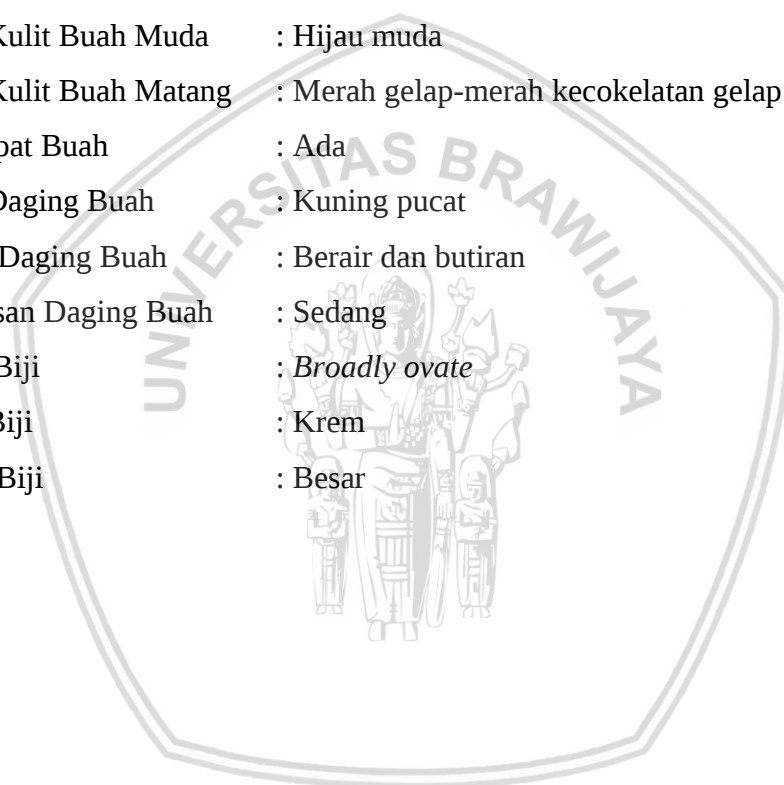 Kulit Buah Muda : Hijau muda
Kulit Buah Matang : Merah gelap-merah kecokelatan gelap
pat Buah : Ada
Daging Buah : Kuning pucat
Daging Buah : Berair dan butiran
san Daging Buah : Sedang
Biji : Broadly ovate
Biji : Krem
Biji : Besar
UNIVERSITAS BRAWIJAYA